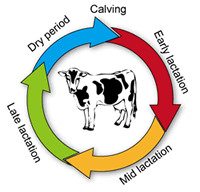 Calving
Early lactation
Mid lactation
Late lactation
Dry period